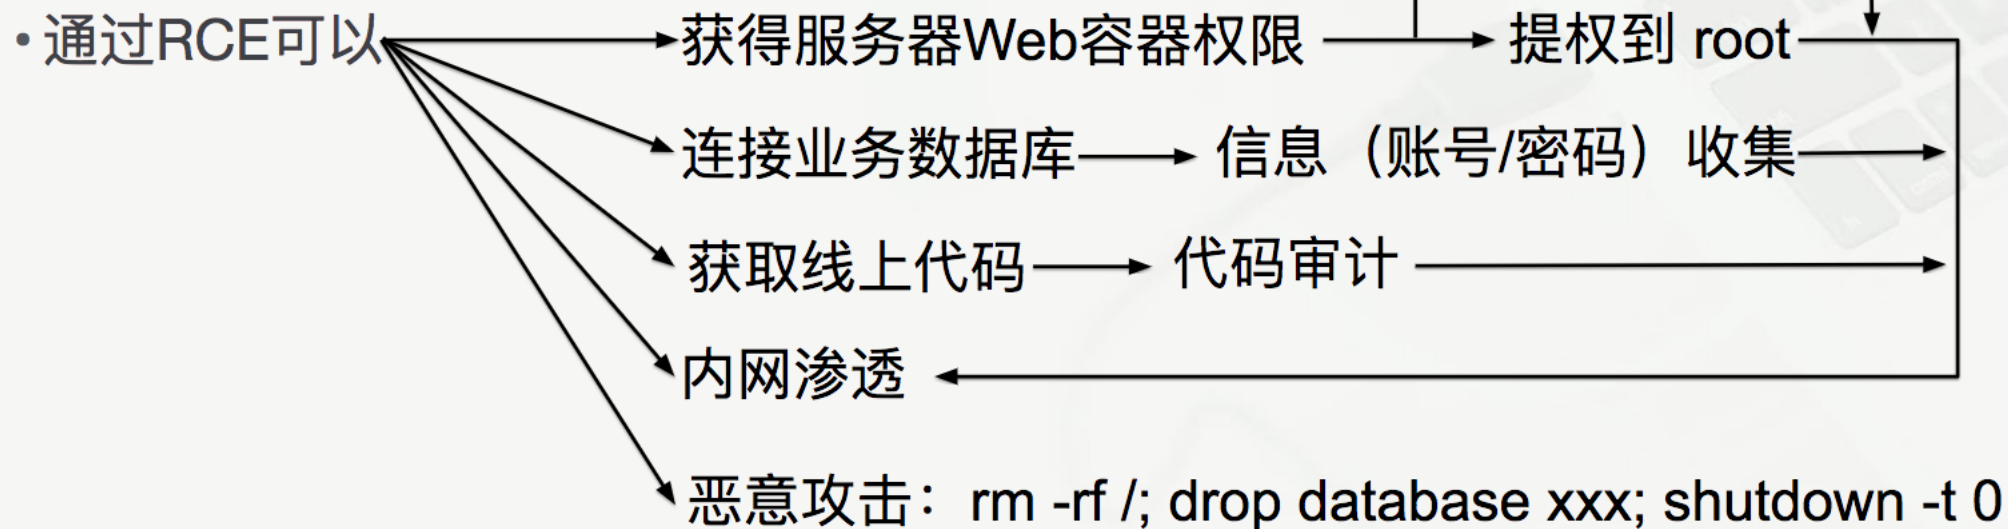 • 通过RCE可以 获得服务器Web容器权限 提权到 root
连接业务数据库 信息（账号/密码）收集
获取线上代码 代码审计
内网渗透
恶意攻击：rm -rf /; drop database xxx; shutdown -t 0